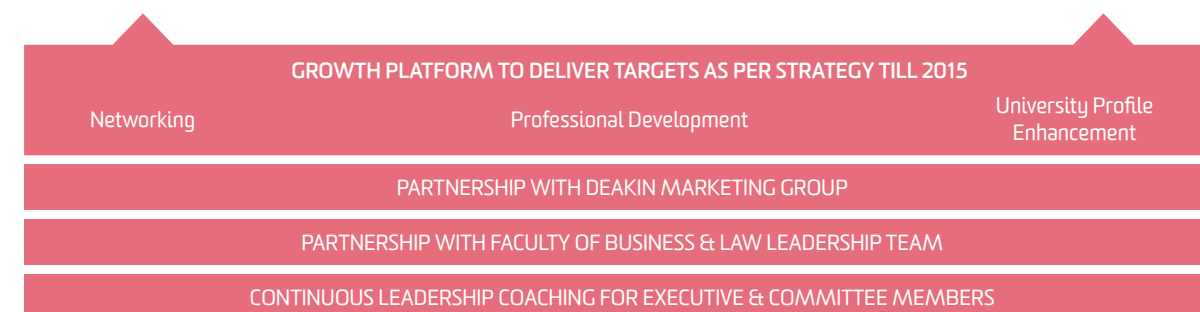 GROWTH PLATFORM TO DELIVER TARGETS AS PER STRATEGY TILL 2015
Networking
Professional Development
University Profile
Enhancement
PARTNERSHIP WITH DEAKIN MARKETING GROUP
PARTNERSHIP WITH FACULTY OF BUSINESS & LAW LEADERSHIP TEAM
CONTINUOUS LEADERSHIP COACHING FOR EXECUTIVE & COMMITTEE MEMBERS